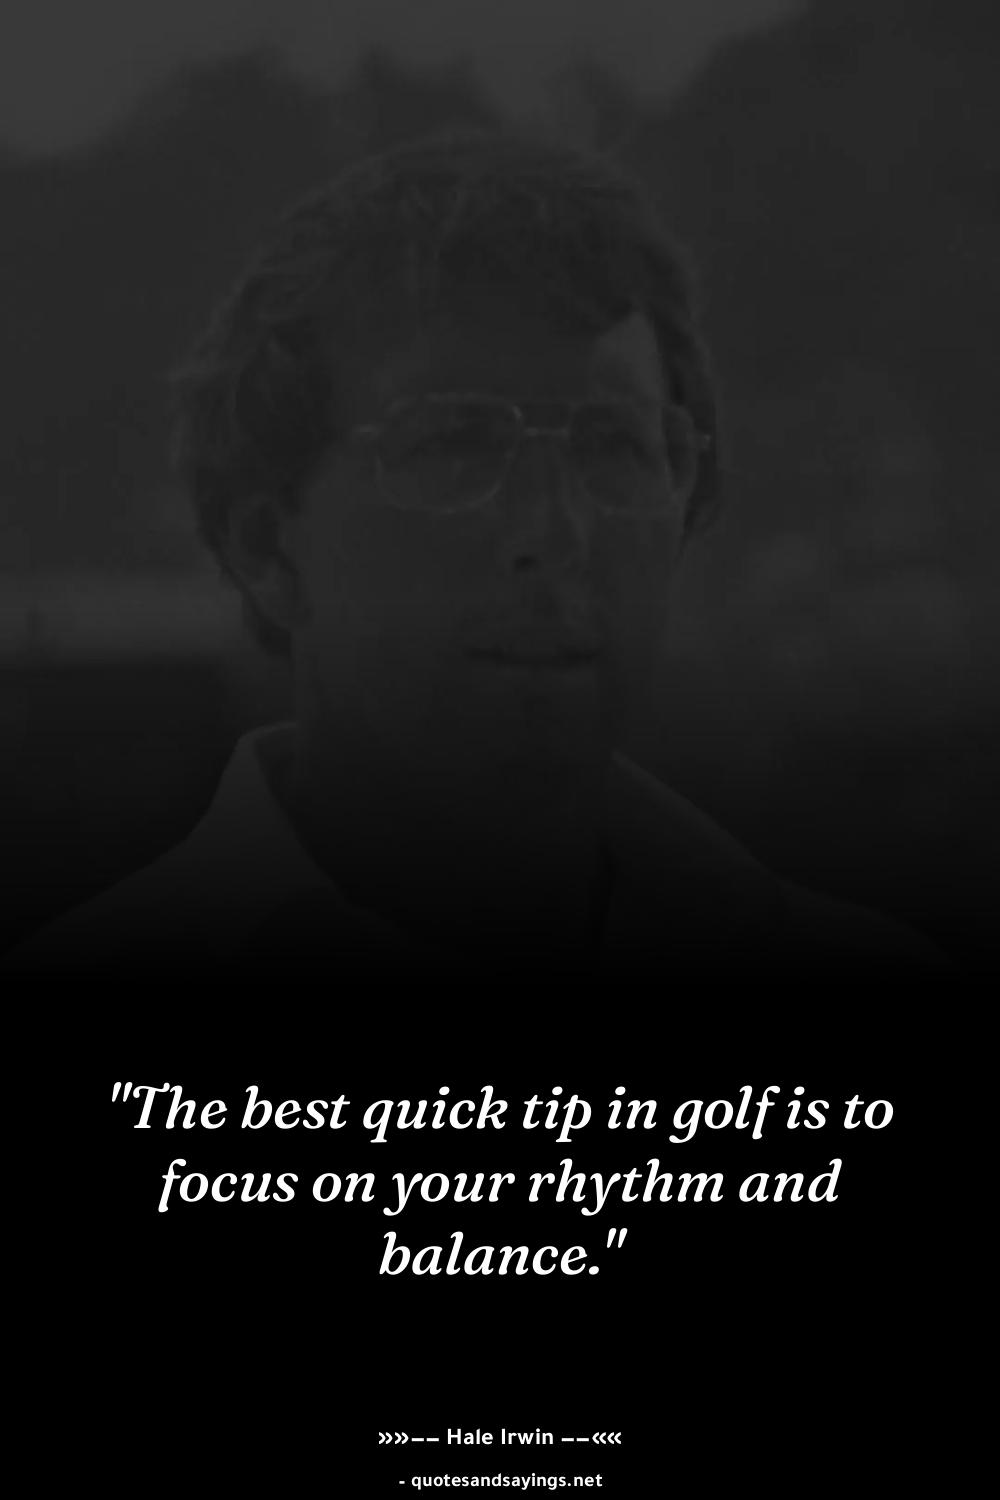 "The best quick tip in golf is to
focus on your rhythm and
balance."
»»−− Hale Irwin −−««
- quotesandsayings.net